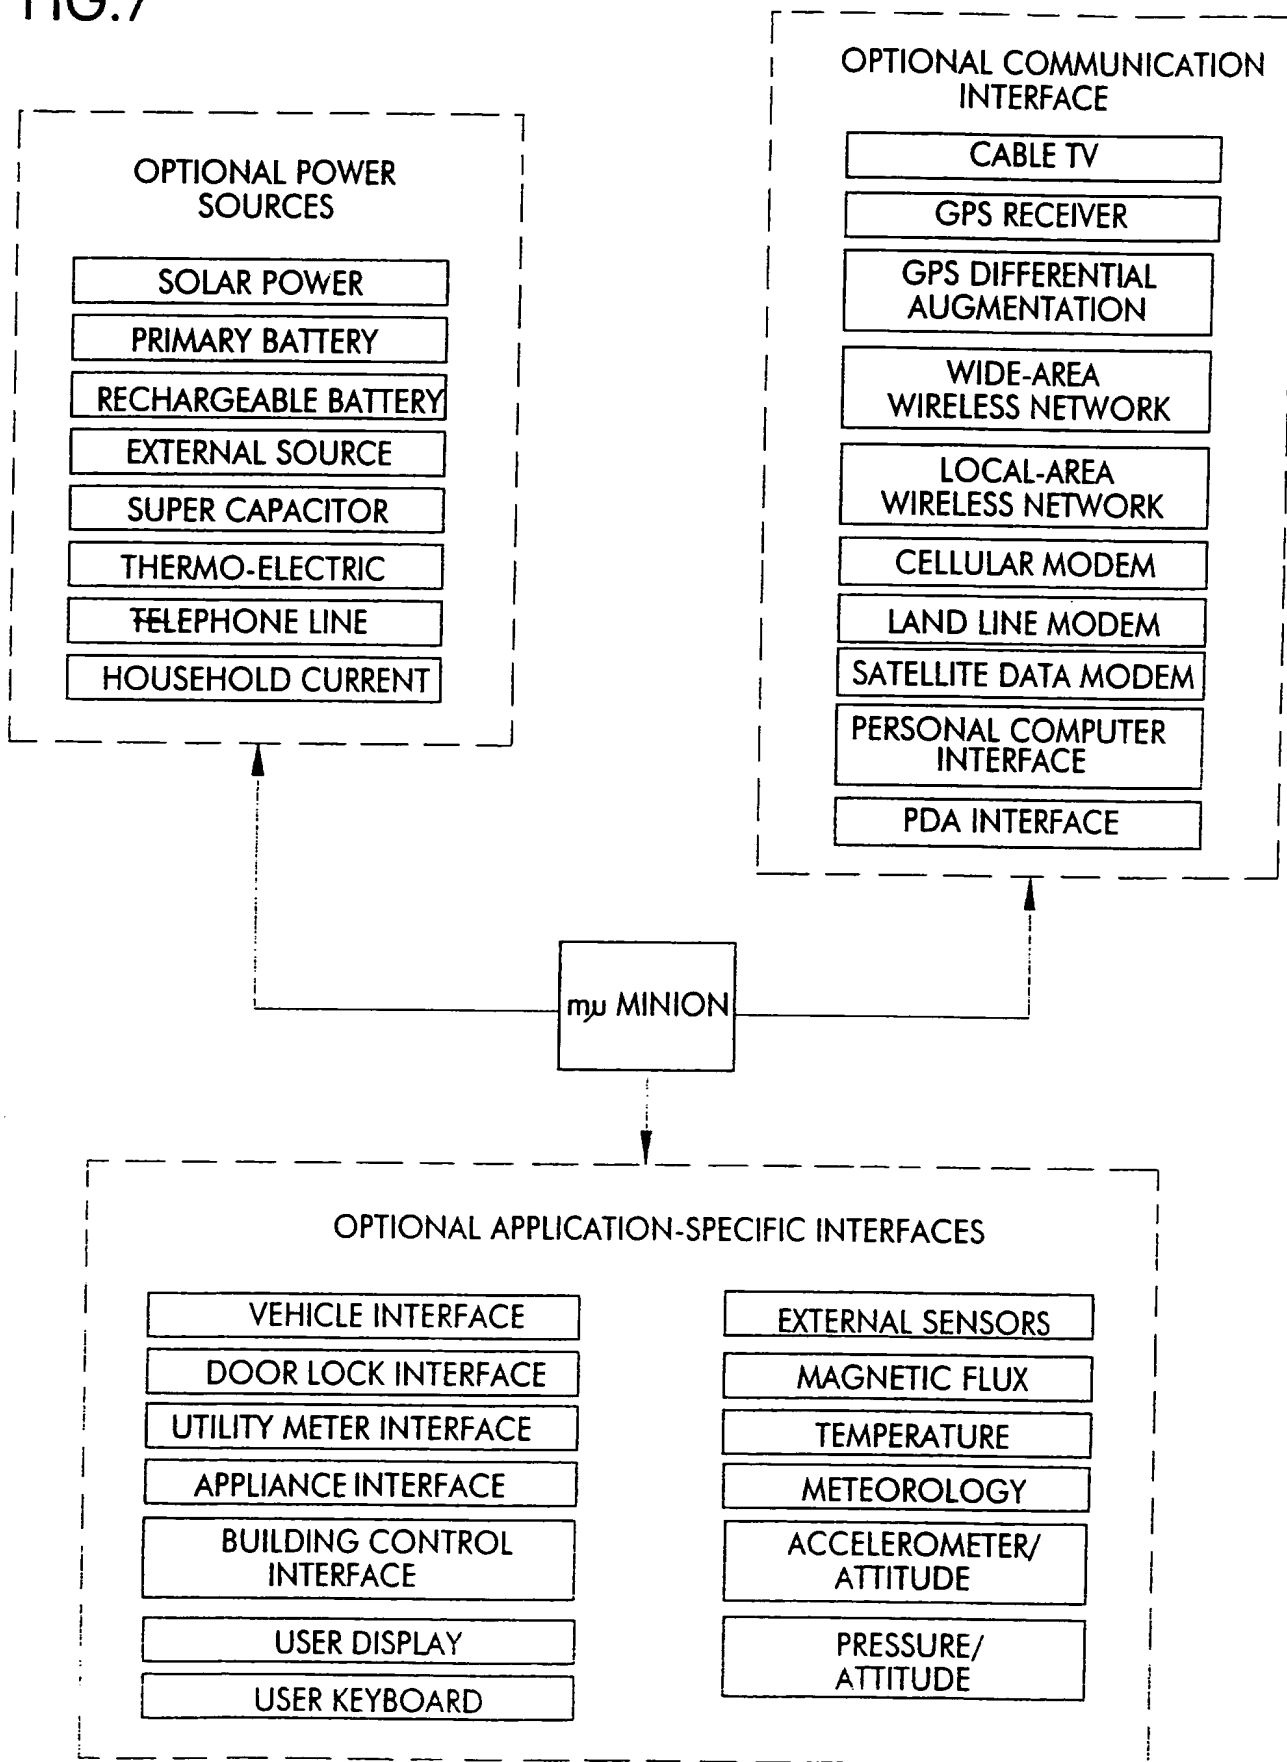 FIG.7
OPTIONAL POWER
SOURCES
SOLAR POWER
PRIMARY BATTERY
RECHARGEABLE BATTERY
EXTERNAL SOURCE
SUPER CAPACITOR
THERMO-ELECTRIC
TELEPHONE LINE
HOUSEHOLD CURRENT
OPTIONAL COMMUNICATION
INTERFACE
CABLE TV
GPS RECEIVER
GPS DIFFERENTIAL
AUGMENTATION
WIDE-AREA
WIRELESS NETWORK
LOCAL-AREA
WIRELESS NETWORK
CELLULAR MODEM
LAND LINE MODEM
SATELLITE DATA MODEM
PERSONAL COMPUTER
INTERFACE
PDA INTERFACE
mµ MINION
OPTIONAL APPLICATION-SPECIFIC INTERFACES
VEHICLE INTERFACE
DOOR LOCK INTERFACE
UTILITY METER INTERFACE
APPLIANCE INTERFACE
BUILDING CONTROL
INTERFACE
USER DISPLAY
USER KEYBOARD
EXTERNAL SENSORS
MAGNETIC FLUX
TEMPERATURE
METEOROLOGY
ACCELEROMETER/
ATTITUDE
PRESSURE/
ATTITUDE